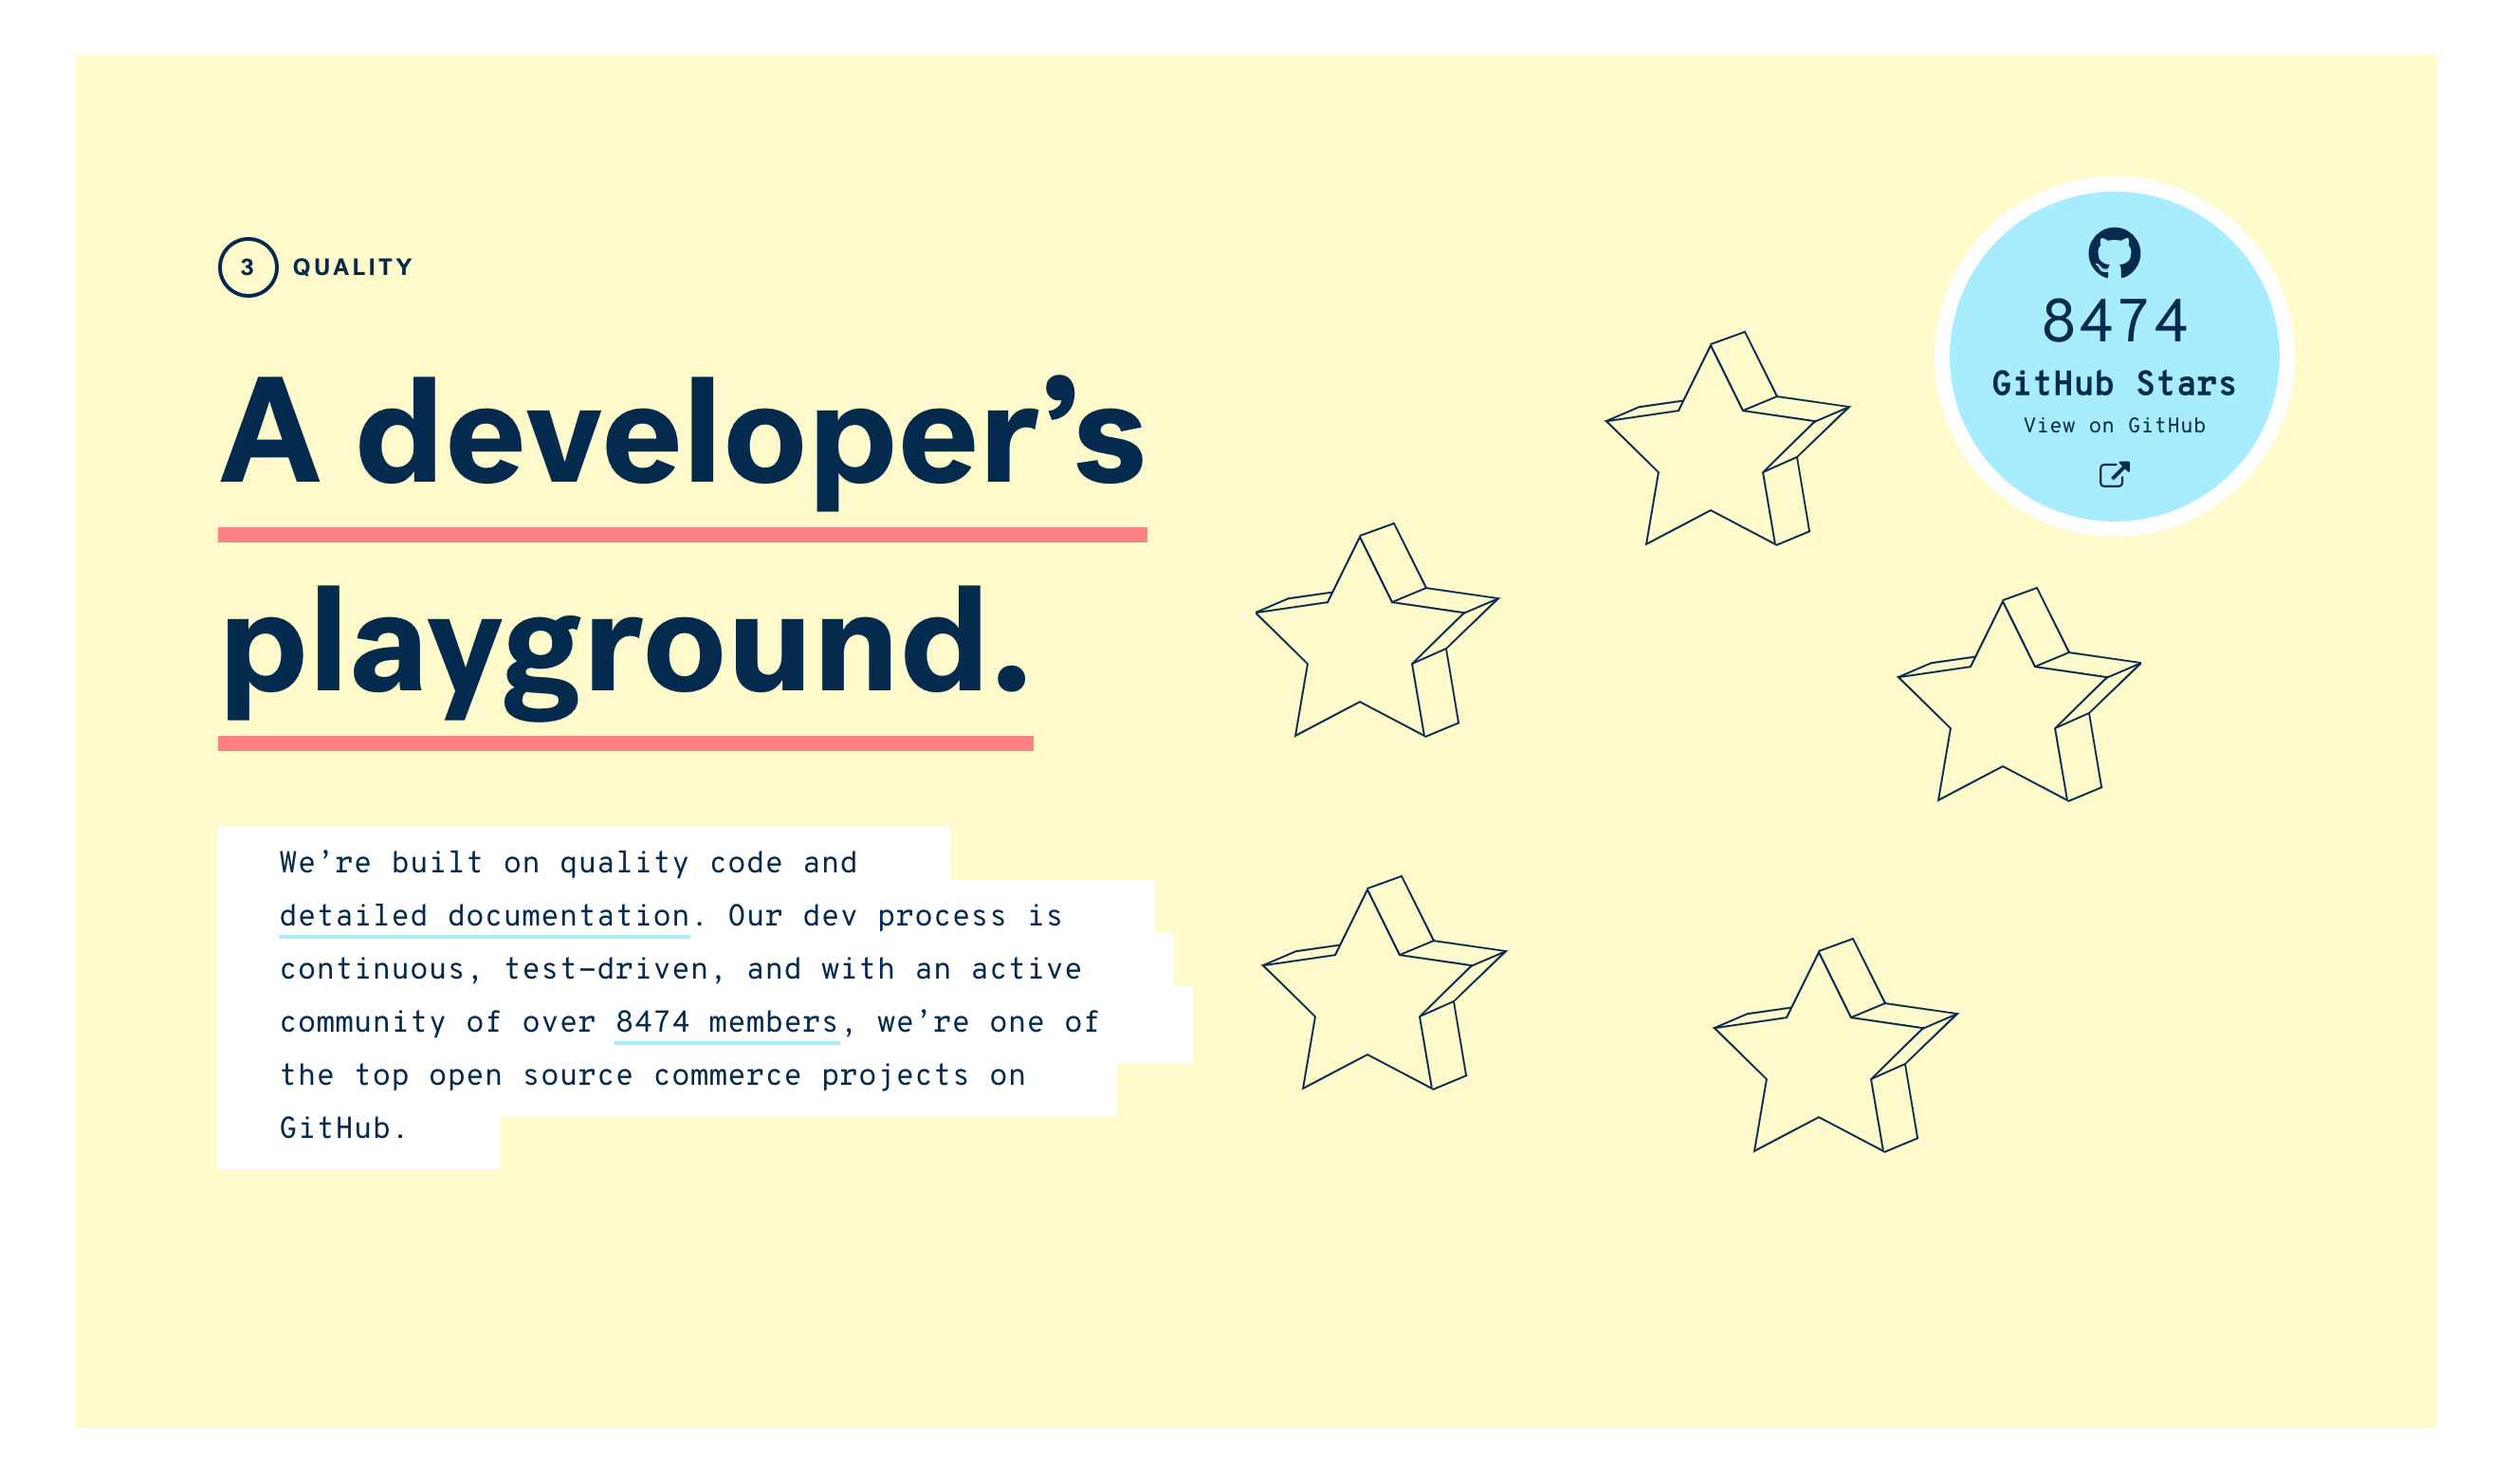 3 QUALITY
A developer’s
playground.
We’re built on quality code and
detailed documentation. Our dev process is
continuous, test-driven, and with an active
community of over 8474 members, we’re one of
the top open source commerce projects on
GitHub.
8474
GitHub Stars
View on GitHub